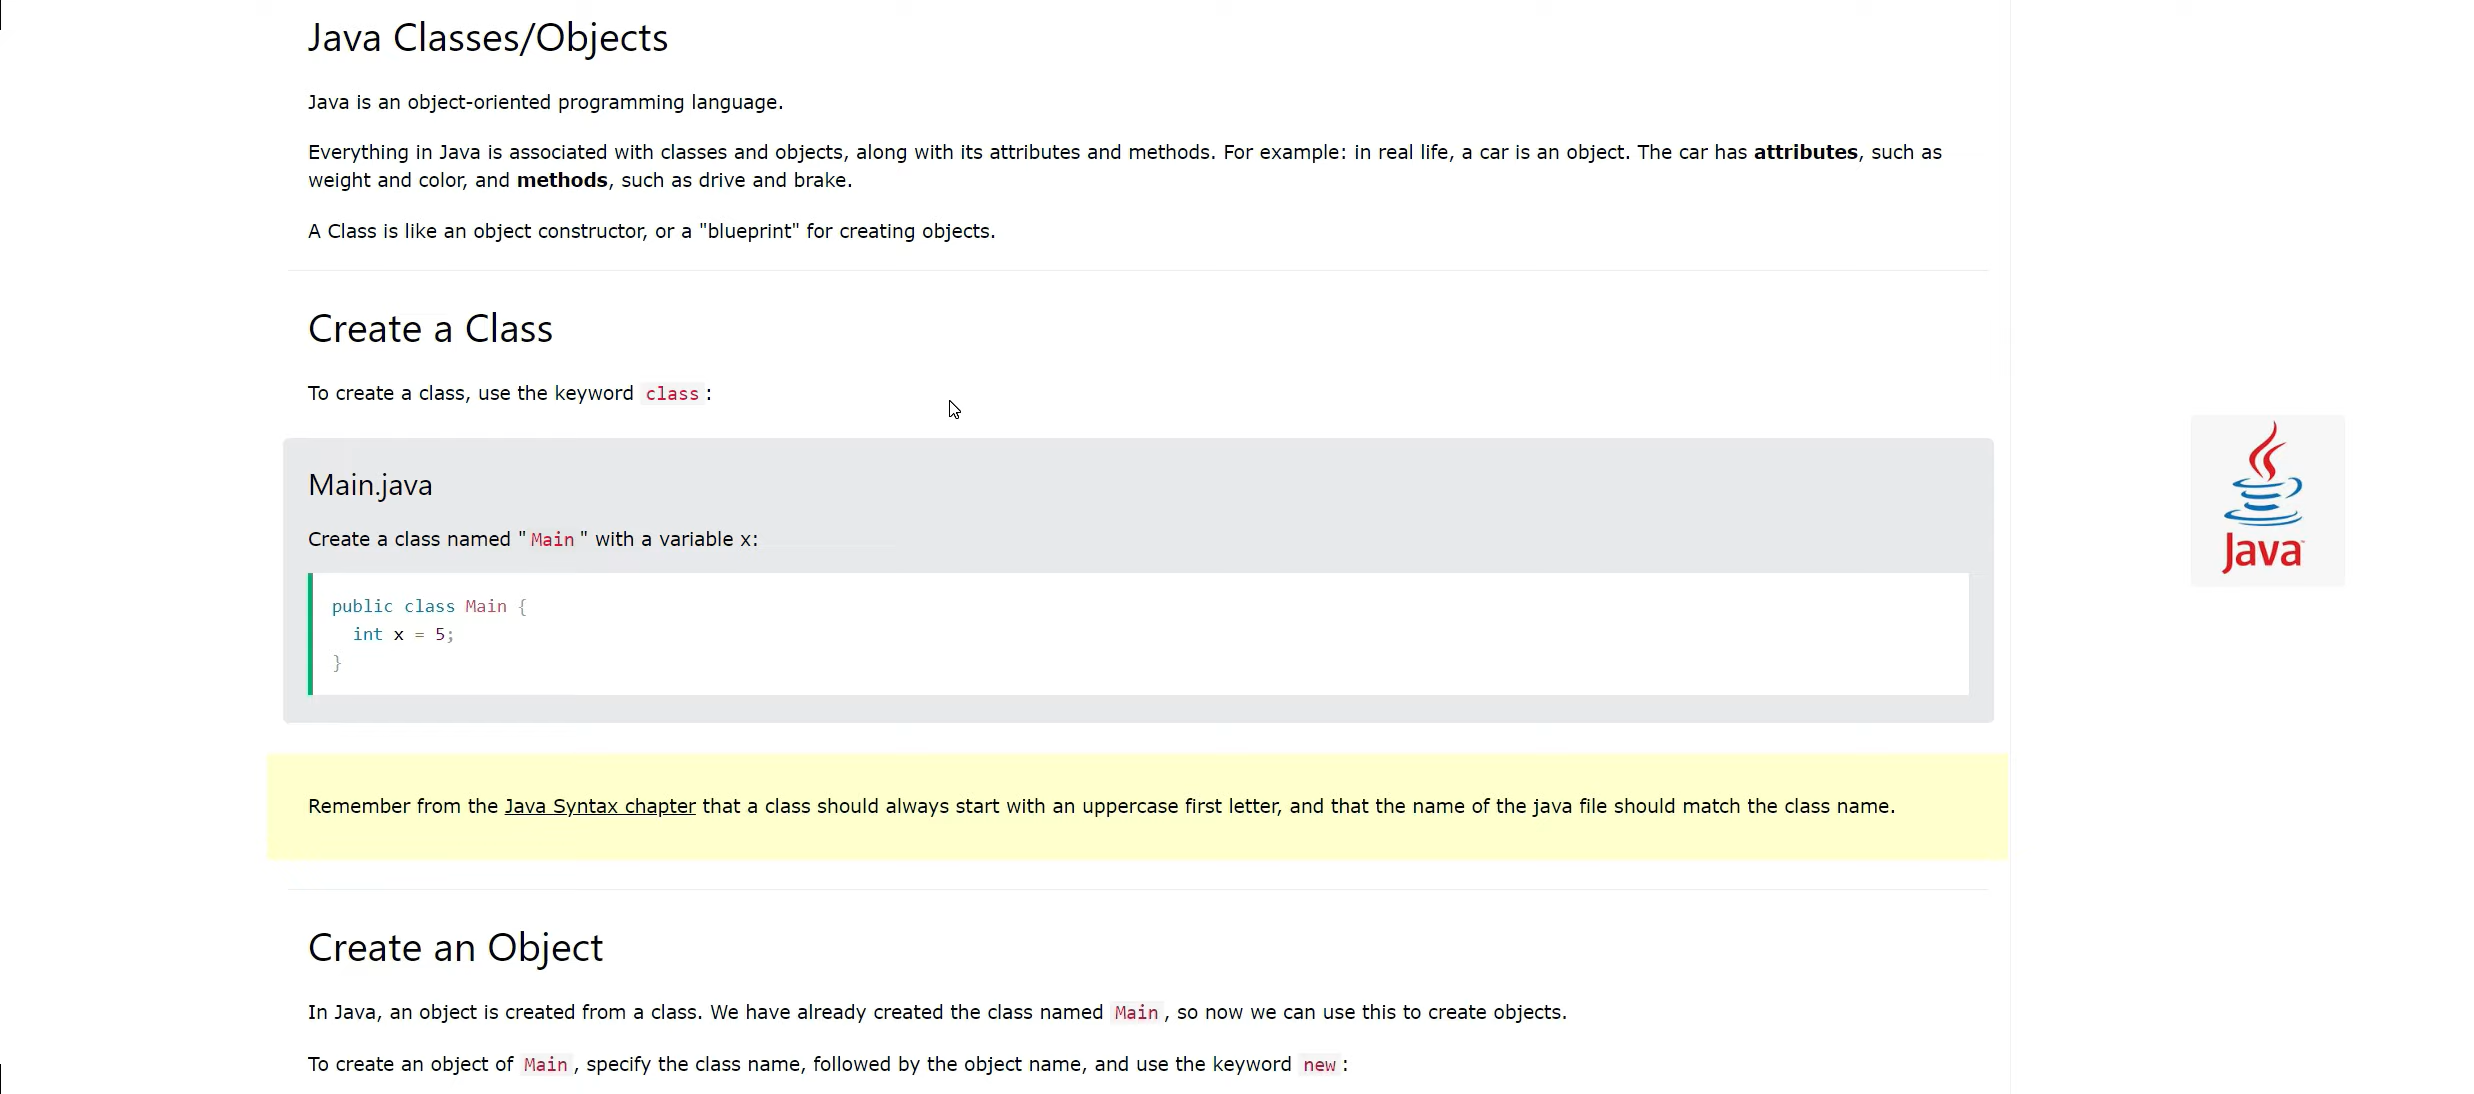 Java Classes/Objects
Java is an object-oriented programming language.
Everything in Java is associated with classes and objects, along with its attributes and methods. For example: in real life, a car is an object. The car has attributes, such as
weight and color, and methods, such as drive and brake.
A Class is like an object constructor, or a "blueprint" for creating objects.
Create a Class
To create a class, use the keyword class:
Main.java
Create a class named "Main" with a variable x:
public class Main {
  int x = 5;
}
Java
Remember from the Java Syntax chapter that a class should always start with an uppercase first letter, and that the name of the java file should match the class name.
Create an Object
In Java, an object is created from a class. We have already created the class named Main, so now we can use this to create objects.
To create an object of Main, specify the class name, followed by the object name, and use the keyword new: